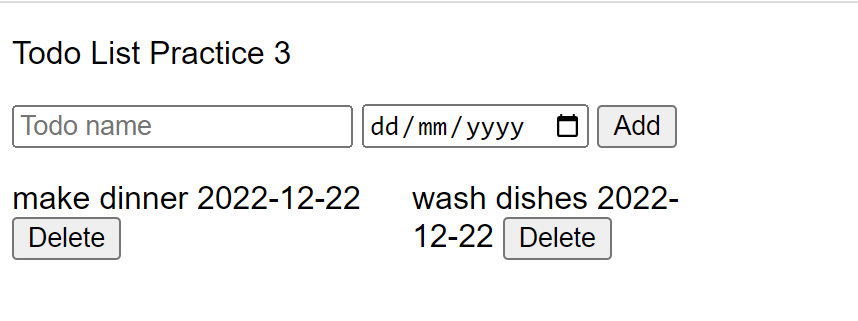 Todo List Practice 3
Todo name dd/mm/yyyy Add
make dinner 2022-12-22
Delete
wash dishes 2022-
12-22 Delete